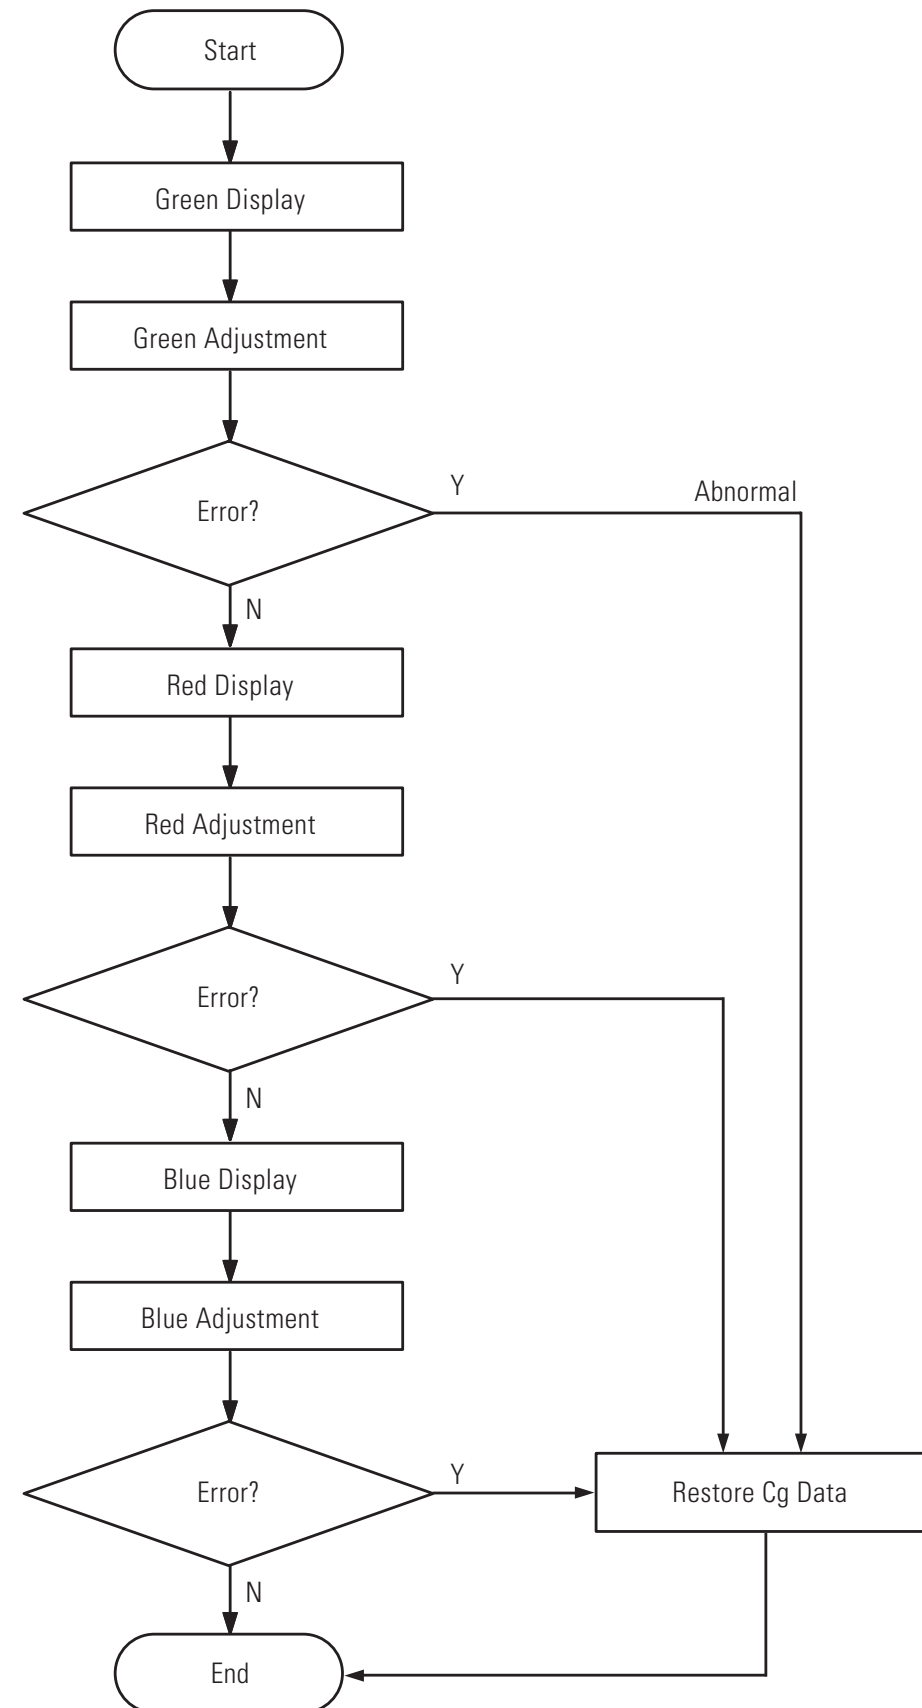 Start
Green Display
Green Adjustment
Error?
Y
Abnormal
N
Red Display
Red Adjustment
Error?
Y
N
Blue Display
Blue Adjustment
Error?
Y
Restore Cg Data
N
End